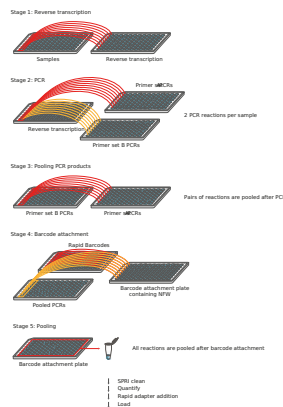 Stage 1: Reverse transcription
Samples
Reverse transcription
Stage 2: PCR
Primer set PCRs
2 PCR reactions per sample
Reverse transcription
Primer set B PCRs
Stage 3: Pooling PCR products
Pairs of reactions are pooled after PC
Primer set B PCRs
Primer set PCRs
Stage 4: Barcode attachment
Rapid Barcodes
Barcode attachment plate
containing NFW
Pooled PCRs
Stage 5: Pooling
All reactions are pooled after barcode attachment
Barcode attachment plate
SPRI clean
Quantify
Rapid adapter addition
Load